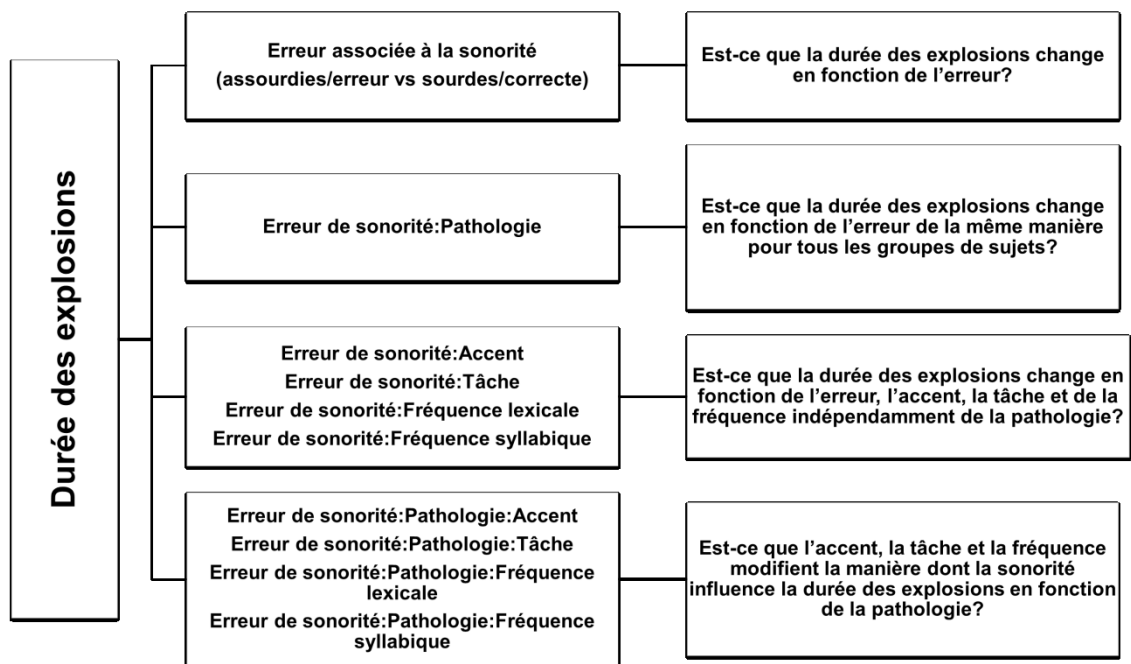 Durée des explosions
Erreur associée à la sonorité
(assourdies/erreur vs sourdes/correcte)
Est-ce que la durée des explosions change
en fonction de l'erreur?
Erreur de sonorité:Pathologie
Est-ce que la durée des explosions change
en fonction de l'erreur de la même manière
pour tous les groupes de sujets?
Erreur de sonorité:Accent
Erreur de sonorité:Tâche
Erreur de sonorité:Fréquence lexicale
Erreur de sonorité:Fréquence syllabique
Est-ce que la durée des explosions change en
fonction de l'erreur, l'accent, la tâche et de la
fréquence indépendamment de la pathologie?
Erreur de sonorité:Pathologie:Accent
Erreur de sonorité:Pathologie:Tâche
Erreur de sonorité:Pathologie:Fréquence
lexicale
Erreur de sonorité:Pathologie:Fréquence
syllabique
Est-ce que l'accent, la tâche et la fréquence
modifient la manière dont la sonorité
influence la durée des explosions en fonction
de la pathologie?